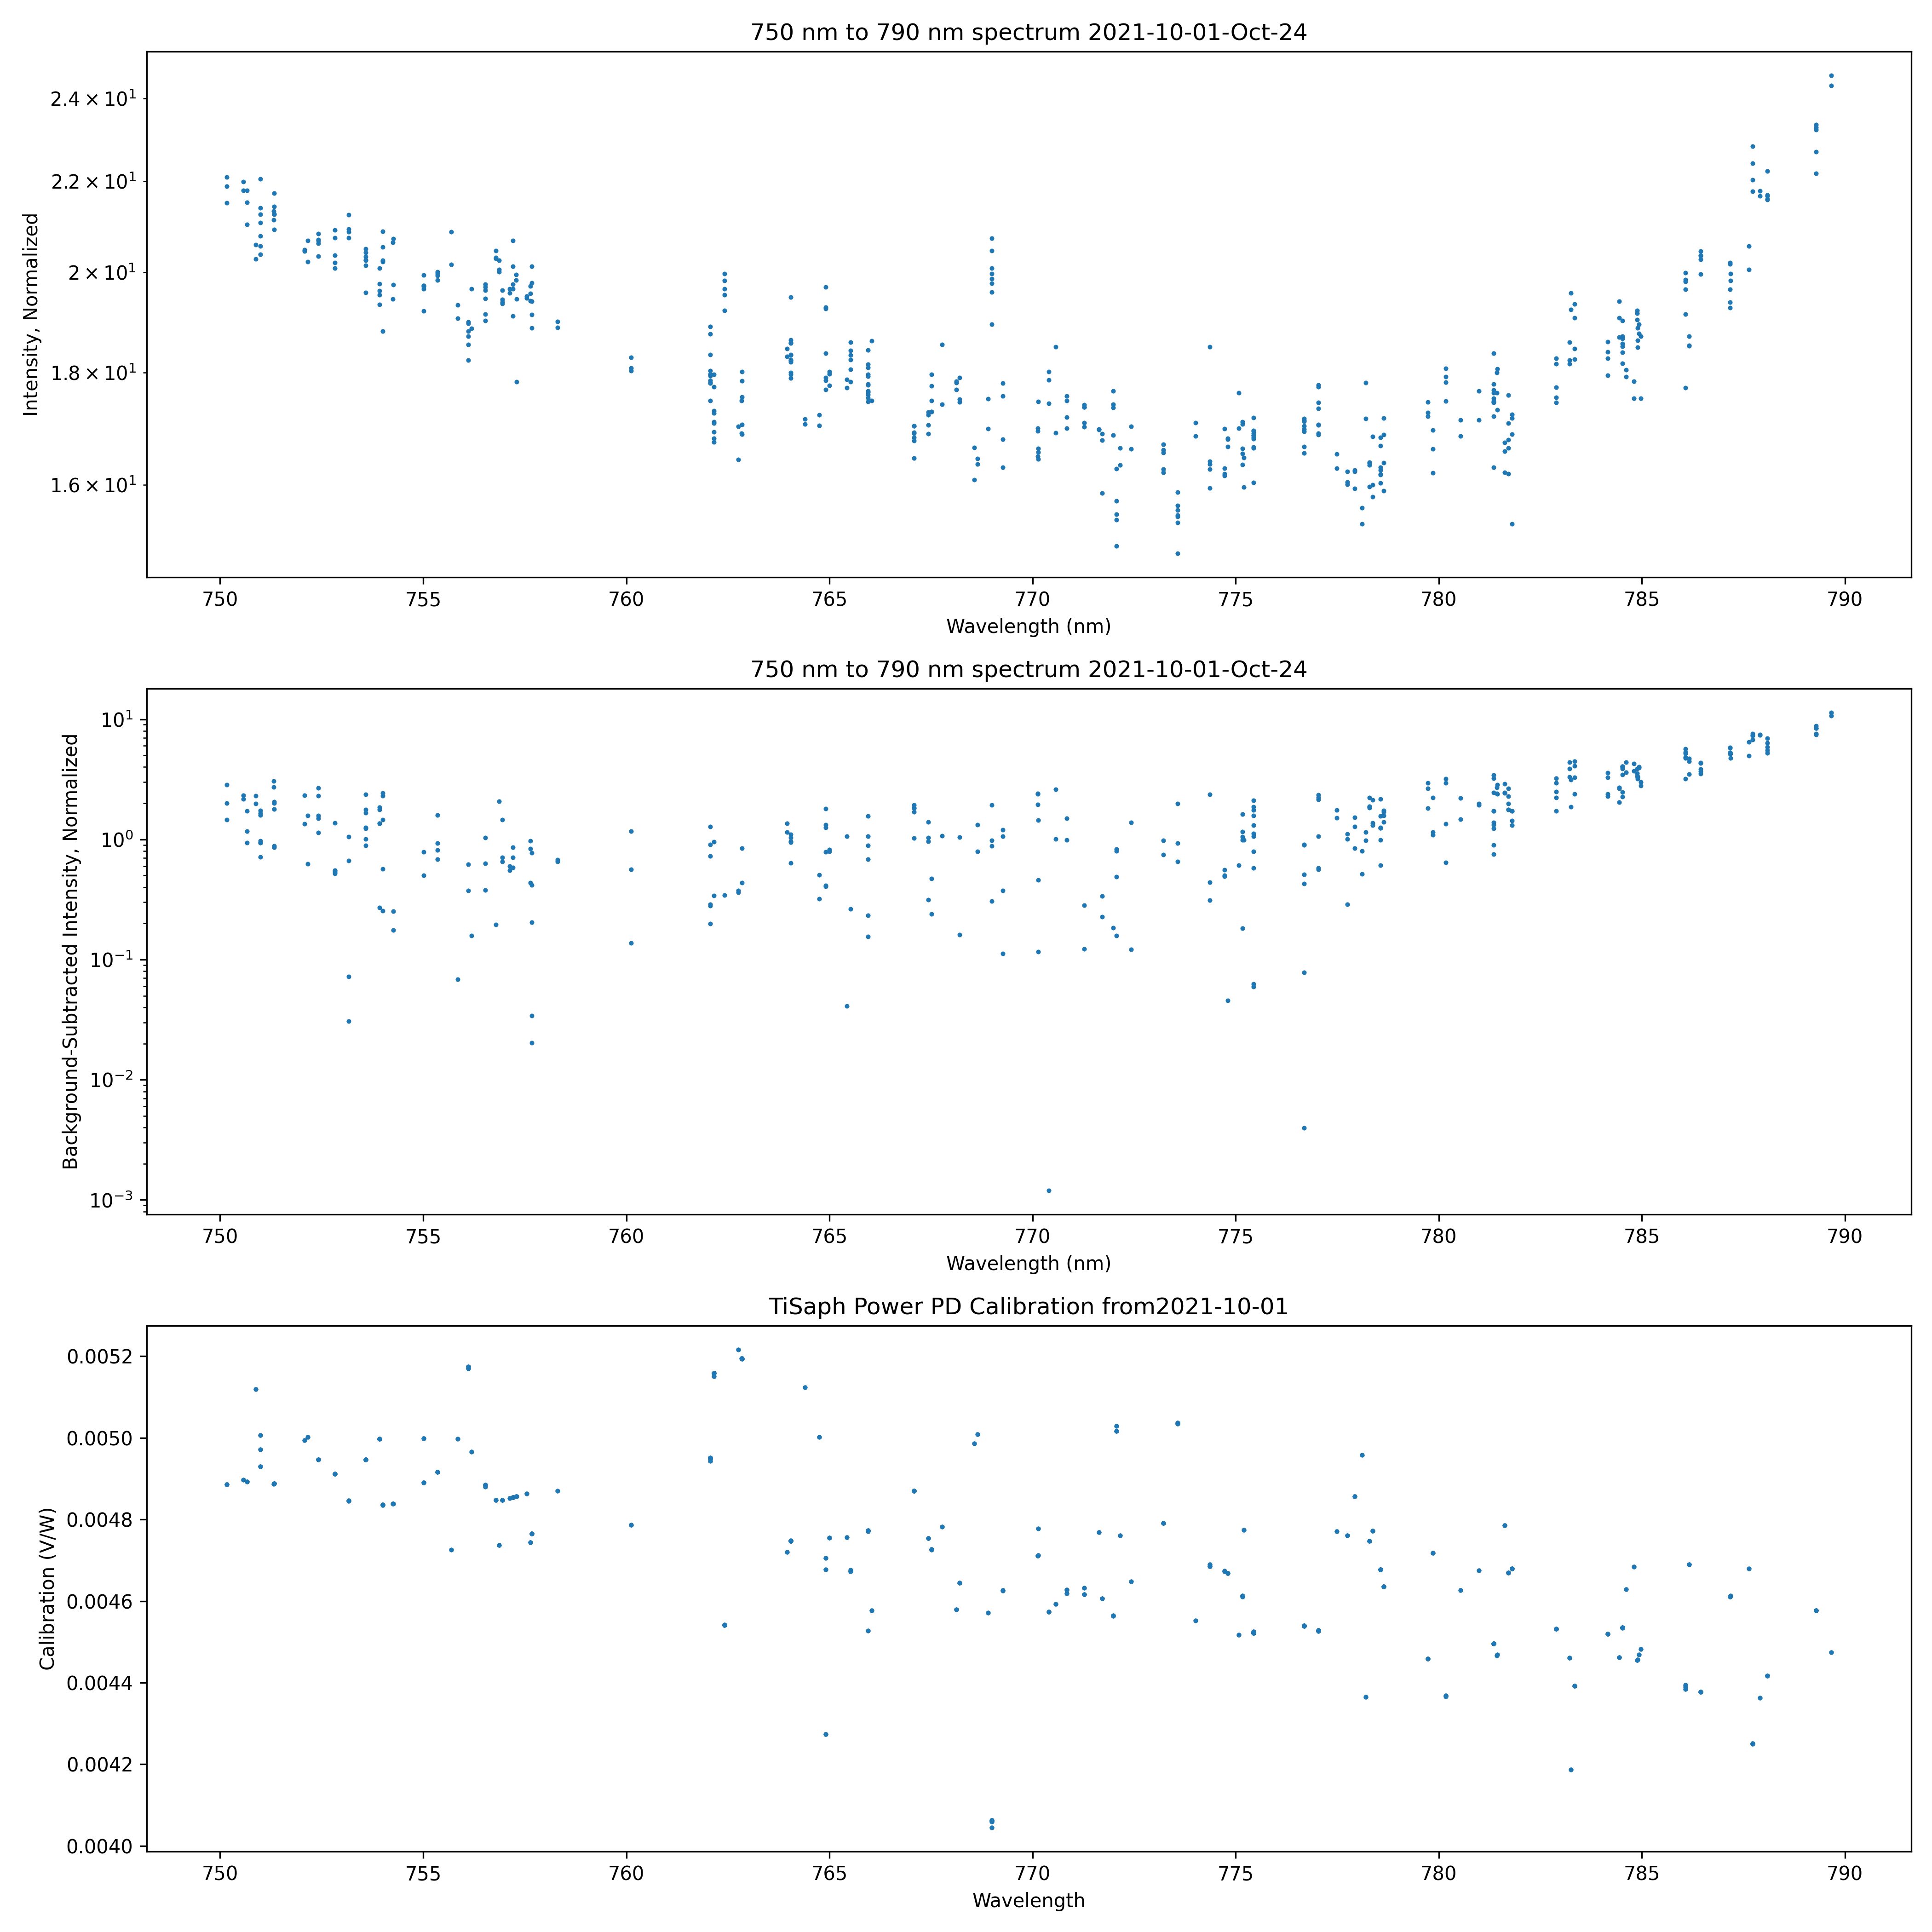 750 nm to 790 nm spectrum 2021-10-01-Oct-24
Intensity, Normalized
2.4 × 10¹
2.2 × 10¹
2 × 10¹
1.8 × 10¹
1.6 × 10¹
750 755 760 765 770 775 780 785 790
Wavelength (nm)
750 nm to 790 nm spectrum 2021-10-01-Oct-24
Background-Subtracted Intensity, Normalized
10¹
10⁰
10⁻¹
10⁻²
10⁻³
750 755 760 765 770 775 780 785 790
Wavelength (nm)
TiSaph Power PD Calibration from2021-10-01
Calibration (V/W)
0.0052
0.0050
0.0048
0.0046
0.0044
0.0042
0.0040
750 755 760 765 770 775 780 785 790
Wavelength